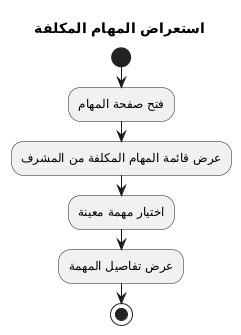 استعراض المهام المكلفة
فتح صفحة المهام
عرض قائمة المهام المكلفة من المشرف
اختيار مهمة معينة
عرض تفاصيل المهمة